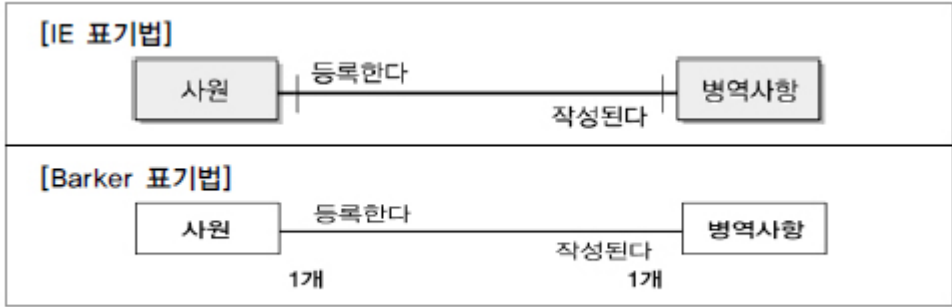 [IE 표기법]
사원 등록한다 병역사항
작성된다
[Barker 표기법]
사원 등록한다 병역사항
작성된다
1개 1개